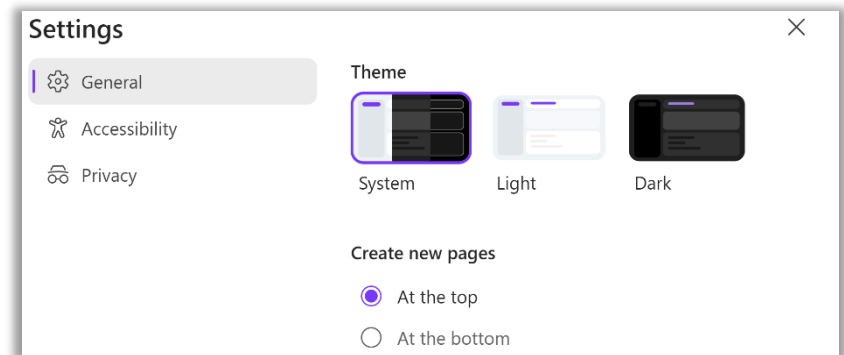 Settings
General
Accessibility
Privacy
Theme
System
Light
Dark
Create new pages
At the top
At the bottom